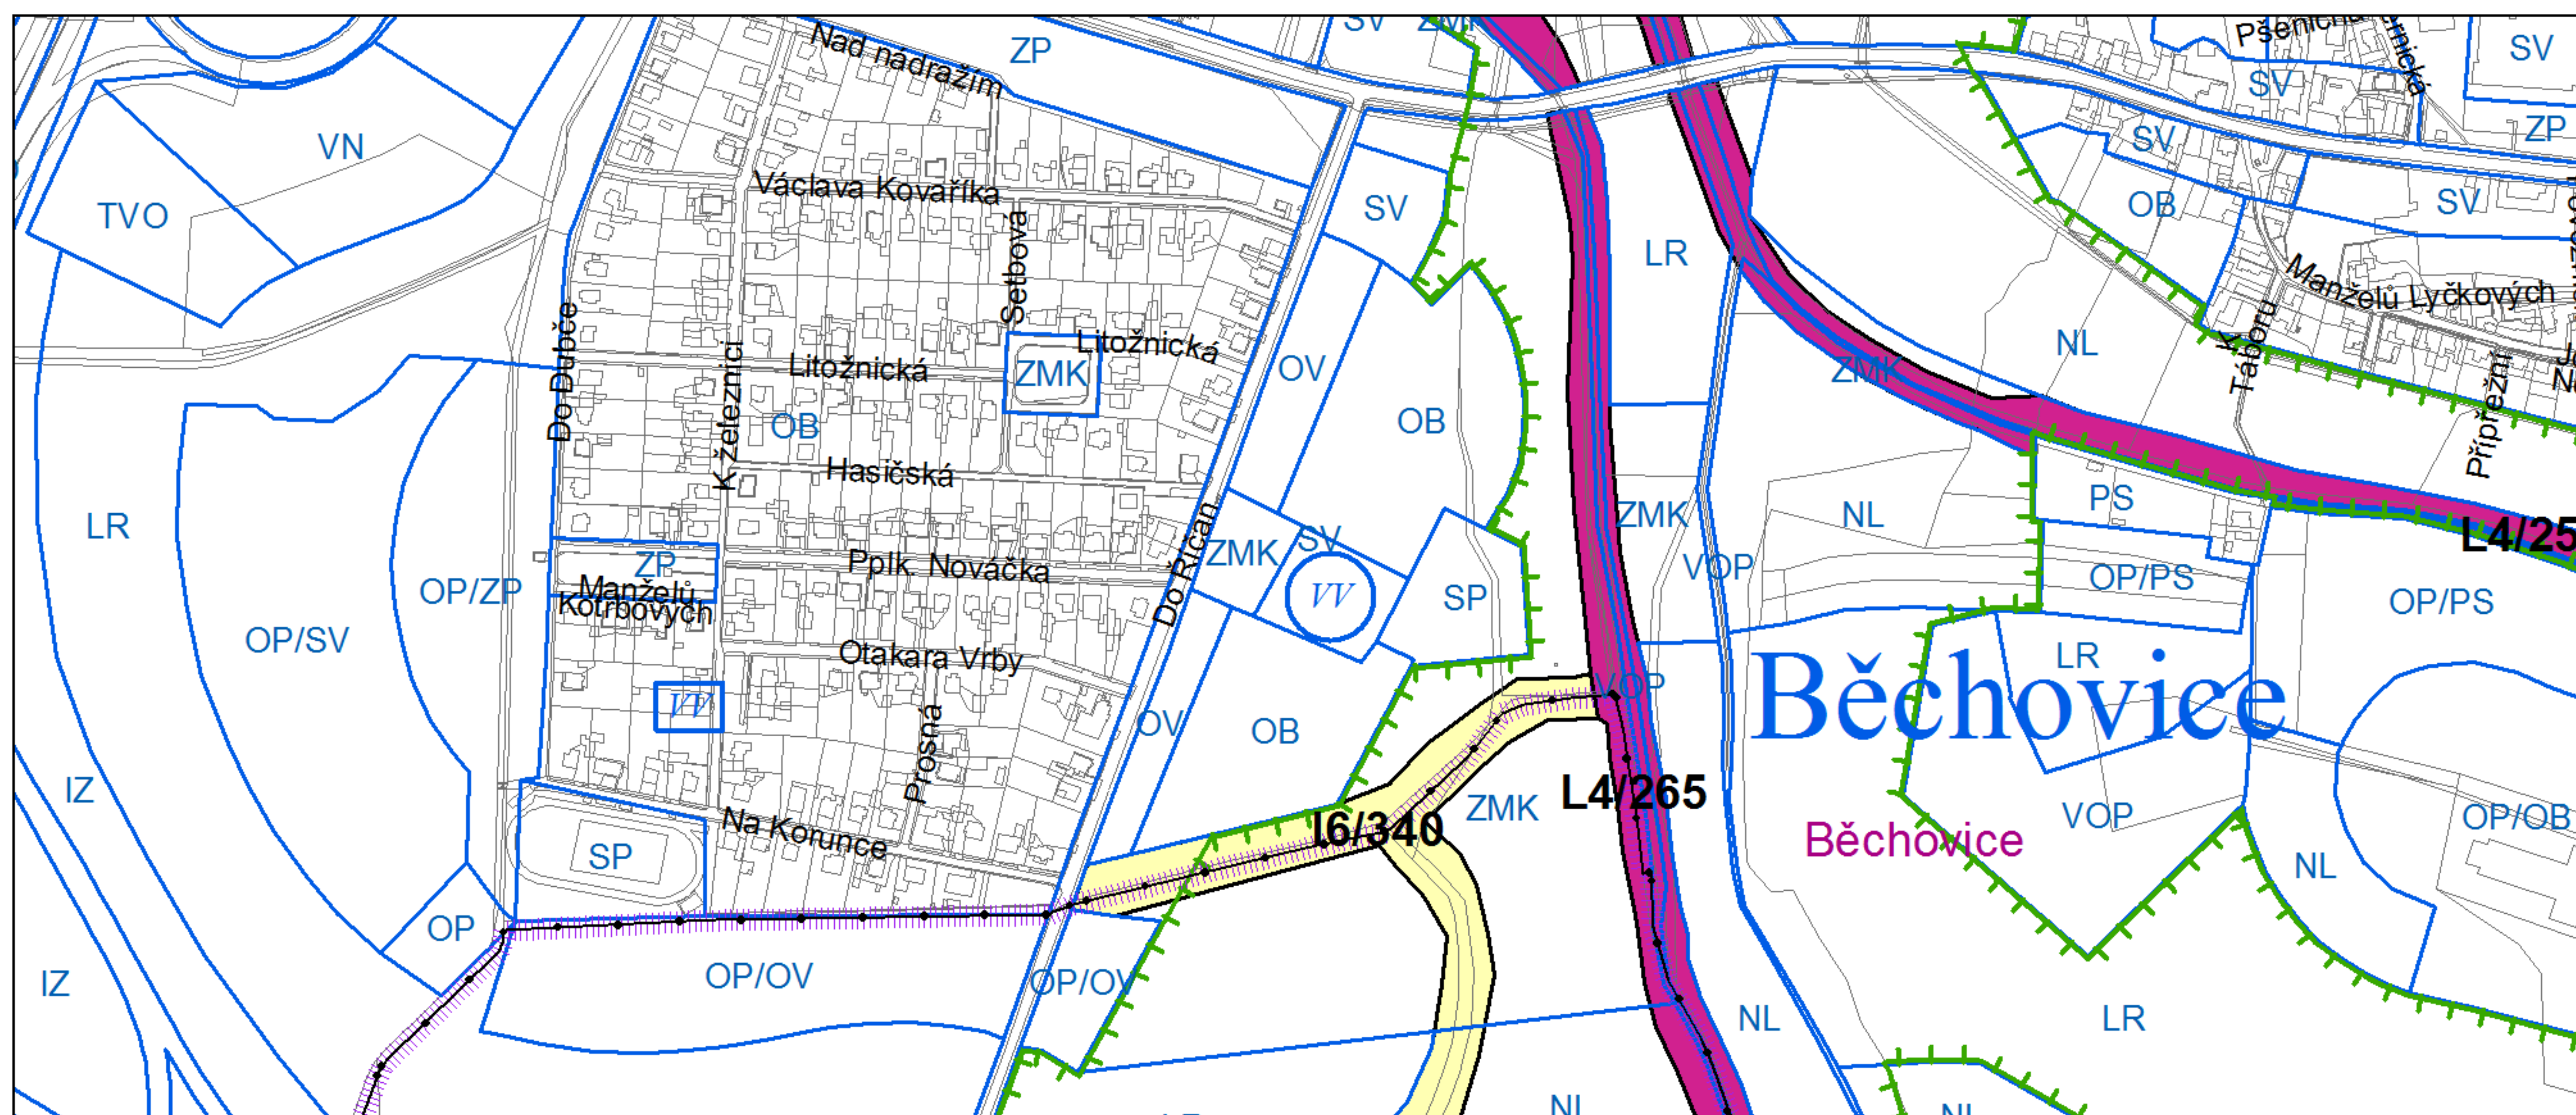 SV
ZMK
Pšeničná
SV
Nad nádražím
ZP
SV
ZP
VN
SV
TVO
Václava Kovaříka
SV
OB
SV
Setbová
LR
Manželů Lyčkových
Do Dubče
K železnici
Litožnická
Litožnická
ZMK
OV
ZMK
NL
K Táboru
Přípřežní
OB
OB
Hasičská
LR
PS
ZMK
NL
L4/25
OP/ZP
ZP
Manželů
Kotrbových
Pplk. Nováčka
Do Říčan
ZMK
SV
VV
SP
VOP
OP/PS
OP/PS
OP/SV
Otakara Vrby
LR
VV
Prosná
OV
OB
VOP
Běchovice
IZ
L4/265
ZMK
I6/340
Běchovice
VOP
OP/OB
Na Korunce
SP
NL
OP
IZ
OP/OV
OP/OV
NL
LR
NL
NL